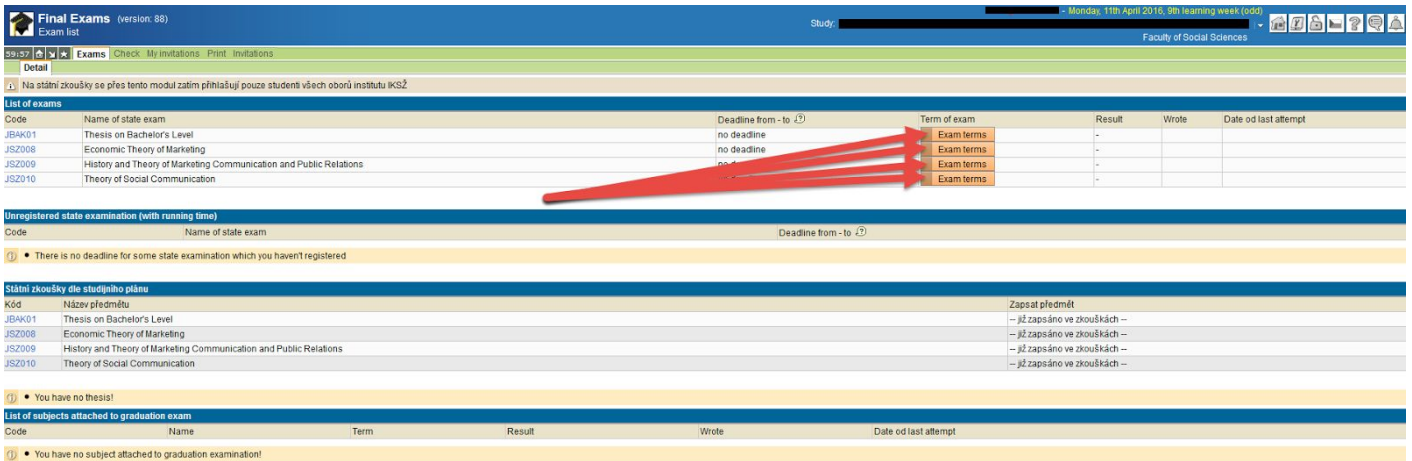 Final Exams (version: 88)
Exam list
– Monday, 11th April 2016, 9th learning week (odd)
Study:
Faculty of Social Sciences
59:57 Exams Check My invitations Print Invitations
Detail
Na státní zkoušky se přes tento modul zatím přihlašují pouze studenti všech oborů institutu IKSŽ
List of exams
Code Name of state exam Deadline from - to Term of exam Result Wrote Date od last attempt
JBAK01 Thesis on Bachelor's Level no deadline Exam terms -
JSZ008 Economic Theory of Marketing no deadline Exam terms -
JSZ009 History and Theory of Marketing Communication and Public Relations Exam terms -
JSZ010 Theory of Social Communication Exam terms -
Unregistered state examination (with running time)
Code Name of state exam Deadline from - to
• There is no deadline for some state examination which you haven't registered
Státní zkoušky dle studijního plánu
Kód Název předmětu Zapsat předmět
JBAK01 Thesis on Bachelor's Level -- již zapsáno ve zkouškách --
JSZ008 Economic Theory of Marketing -- již zapsáno ve zkouškách --
JSZ009 History and Theory of Marketing Communication and Public Relations -- již zapsáno ve zkouškách --
JSZ010 Theory of Social Communication -- již zapsáno ve zkouškách --
• You have no thesis!
List of subjects attached to graduation exam
Code Name Term Result Wrote Date od last attempt
• You have no subject attached to graduation examination!